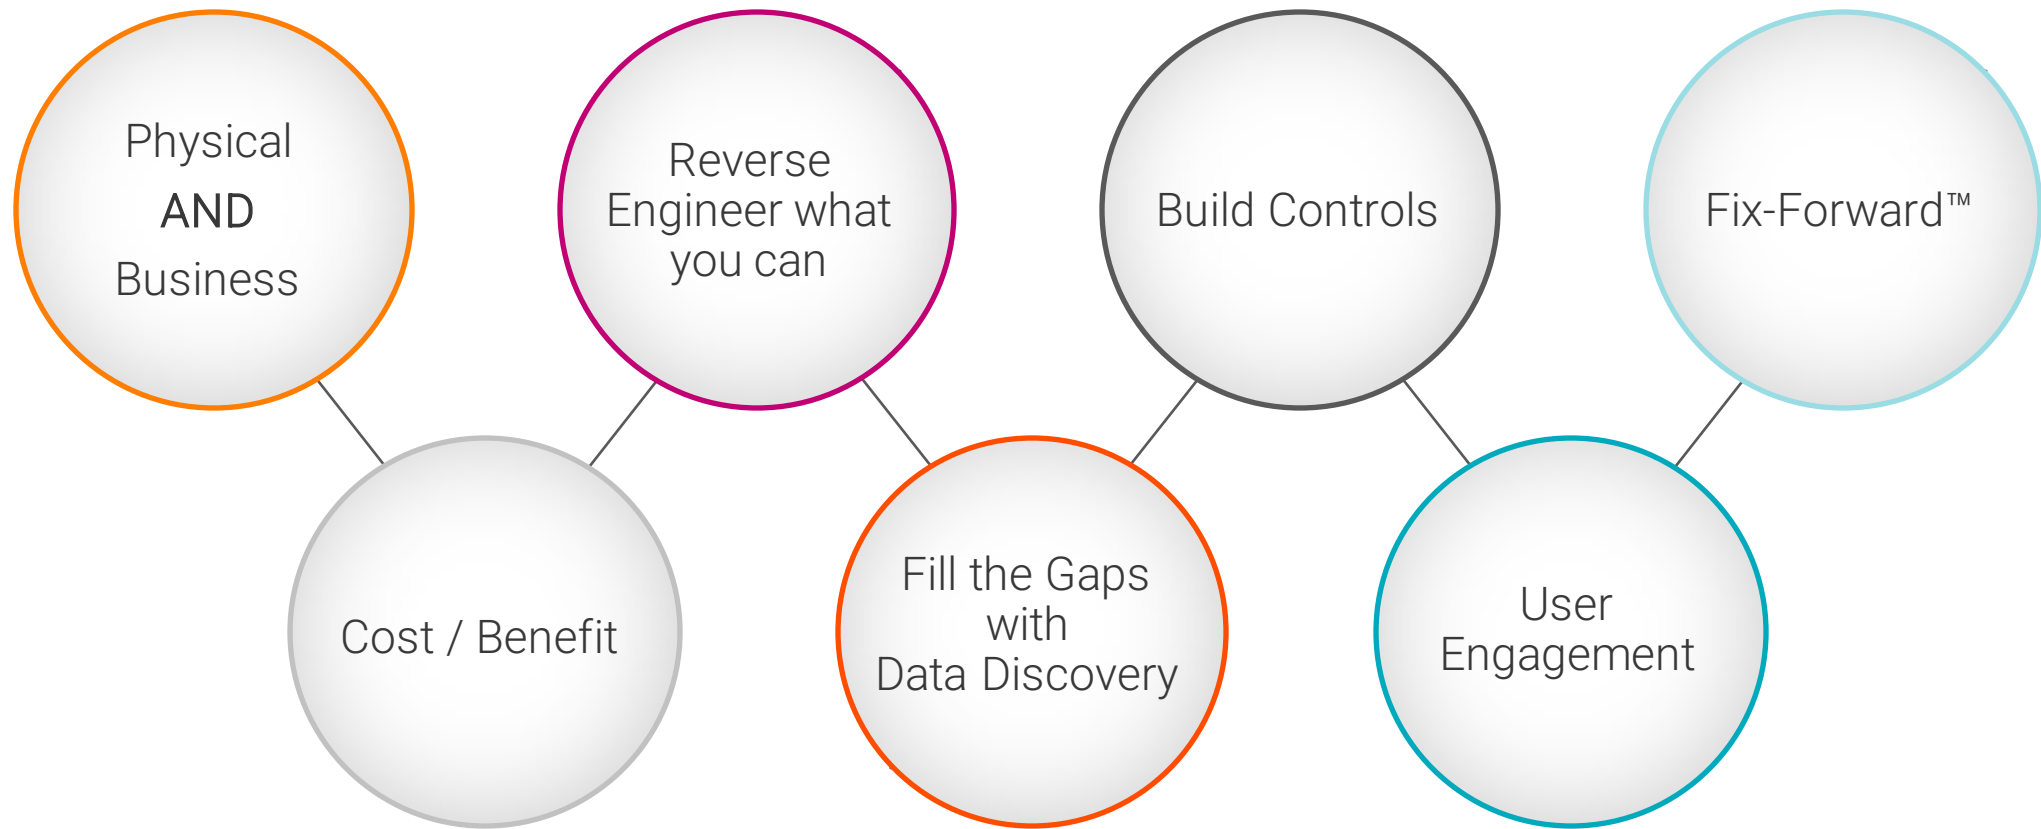 Physical
AND
Business
Cost / Benefit
Reverse
Engineer what
you can
Fill the Gaps
with
Data Discovery
Build Controls
User
Engagement
Fix-Forward™